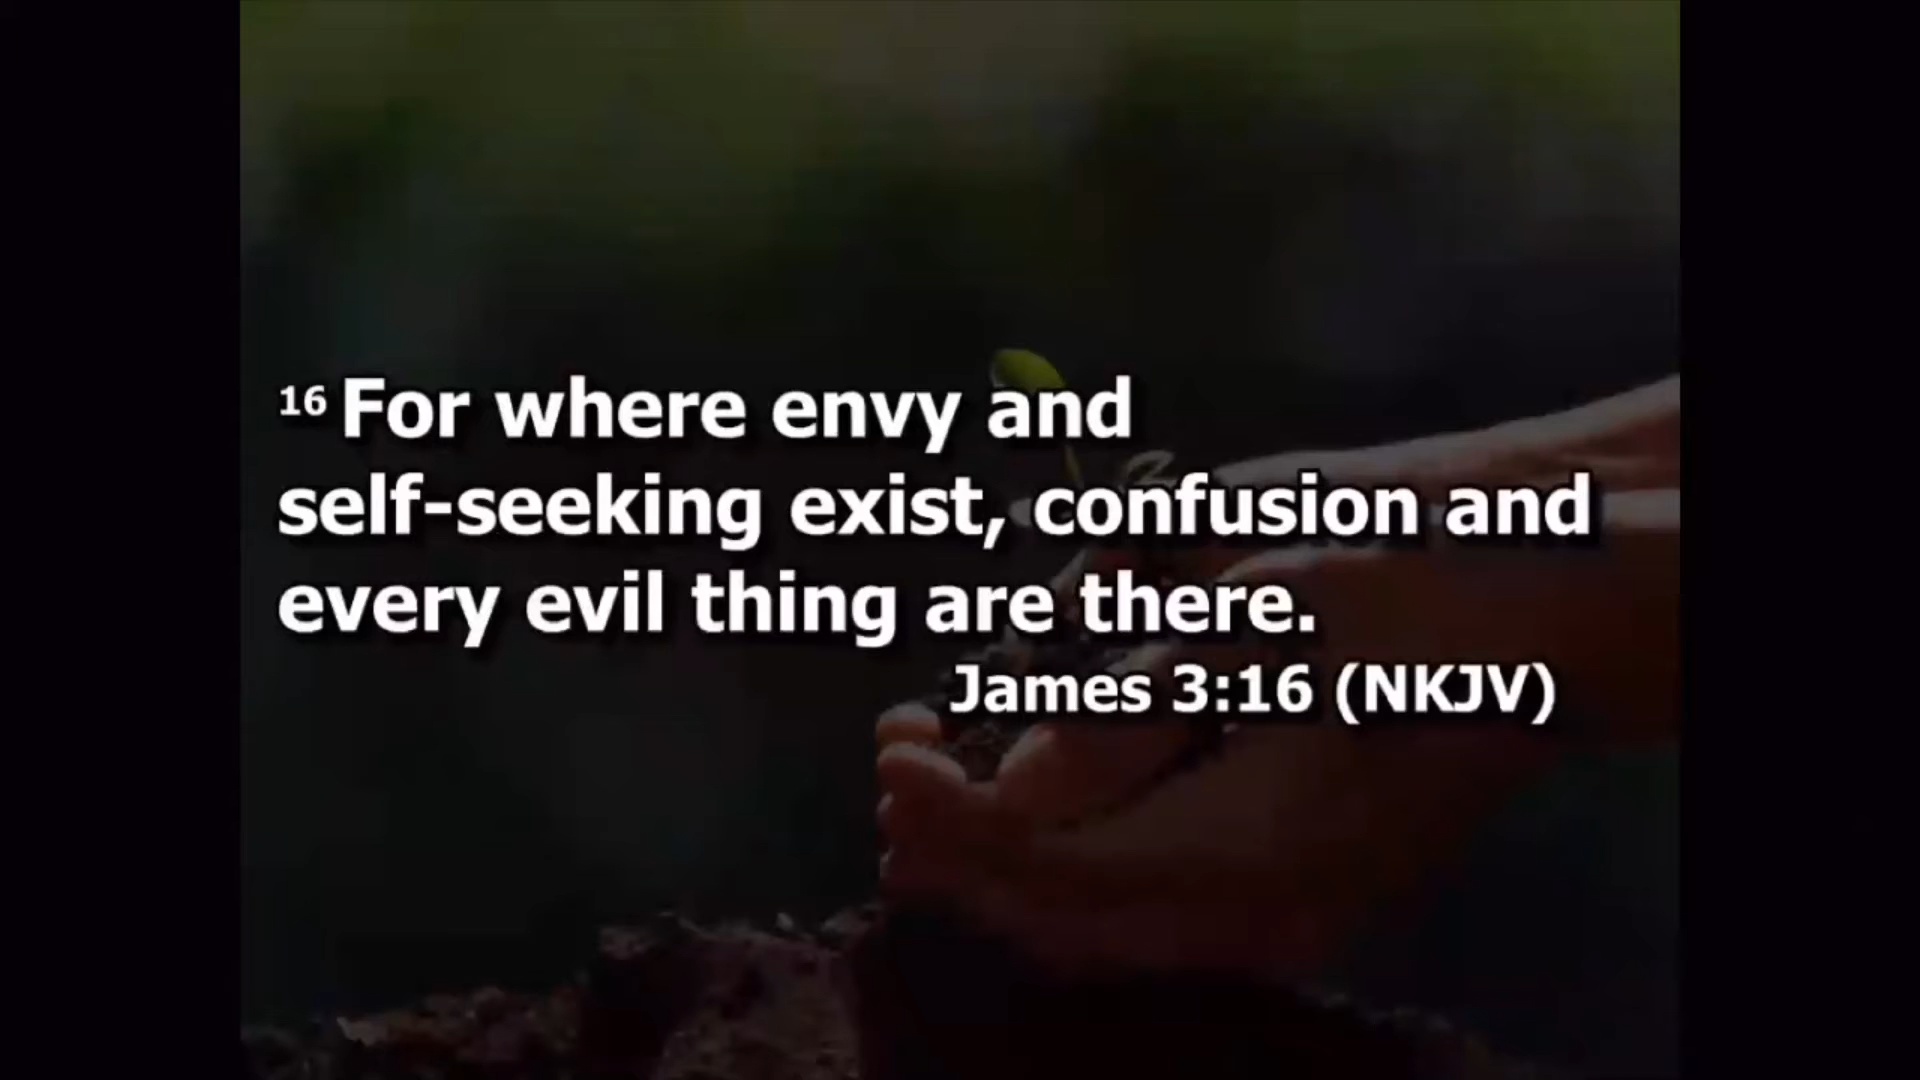 16 For where envy and
self-seeking exist, confusion and
every evil thing are there.
James 3:16 (NKJV)